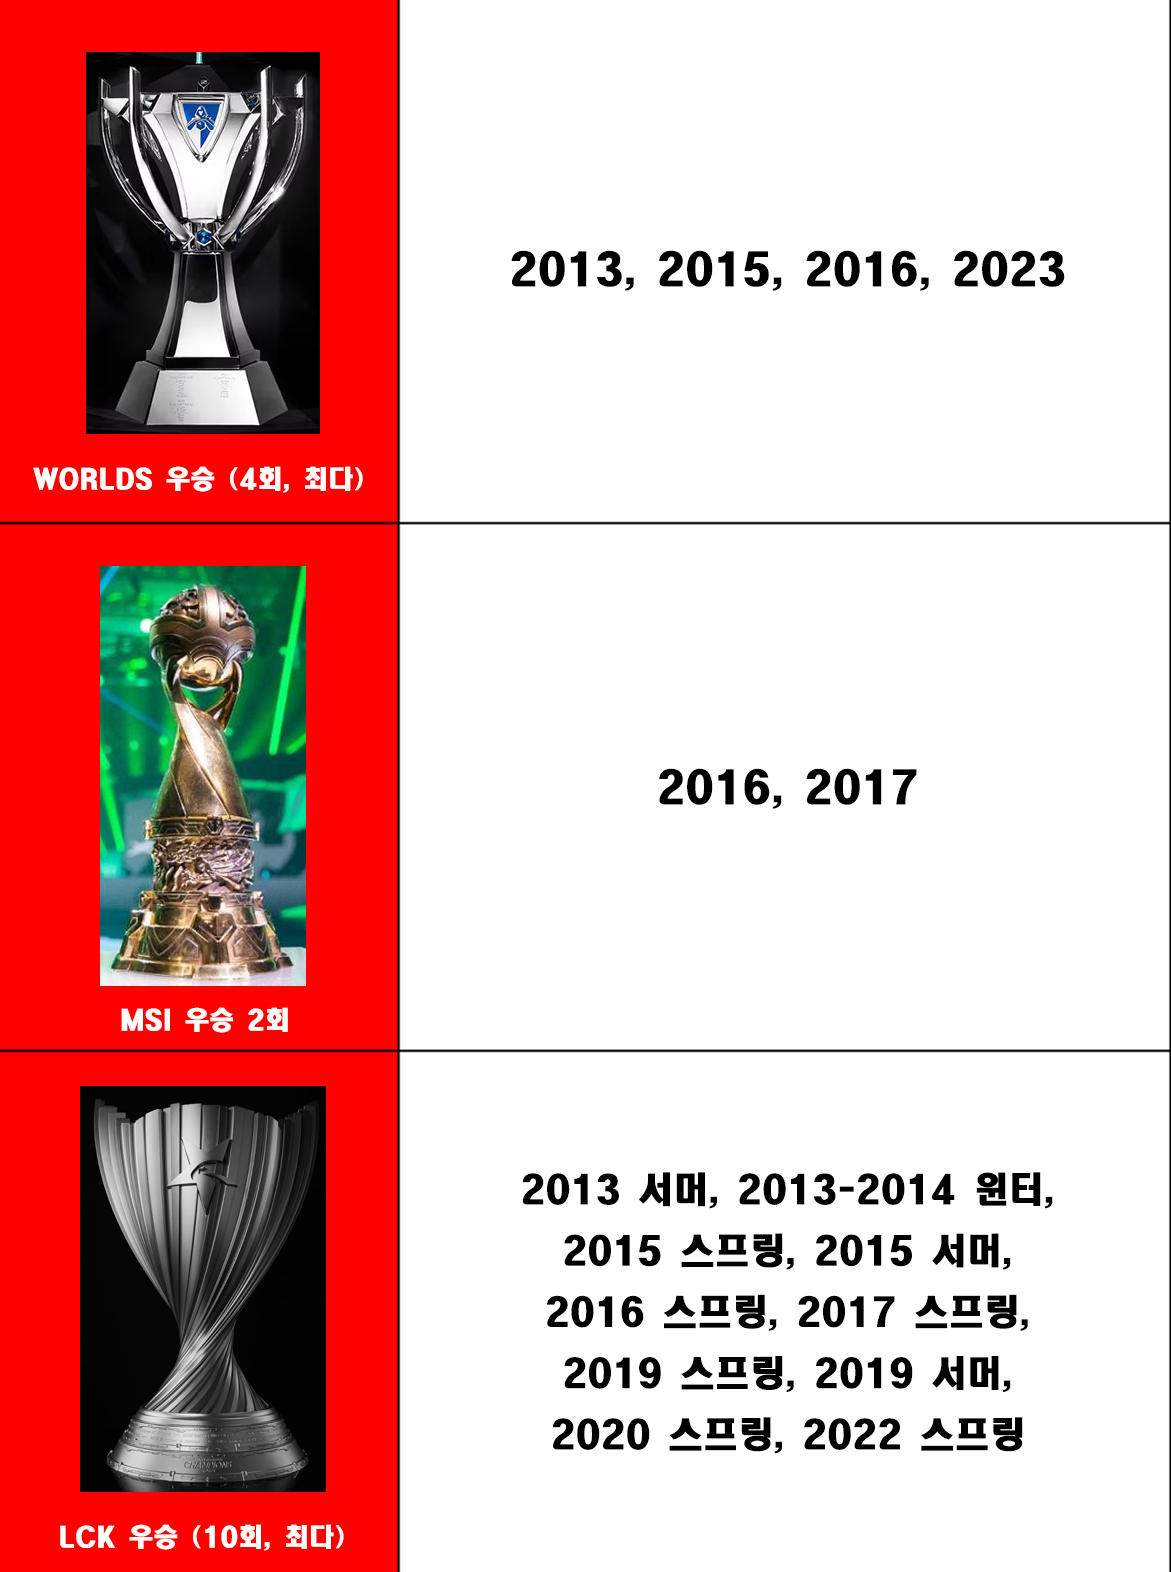 WORLDS 우승 (4회, 최다)
2013, 2015, 2016, 2023
MSI 우승 2회
2016, 2017
CHAMPIONS
LCK 우승 (10회, 최다)
2013 서머, 2013-2014 윈터,
2015 스프링, 2015 서머,
2016 스프링, 2017 스프링,
2019 스프링, 2019 서머,
2020 스프링, 2022 스프링